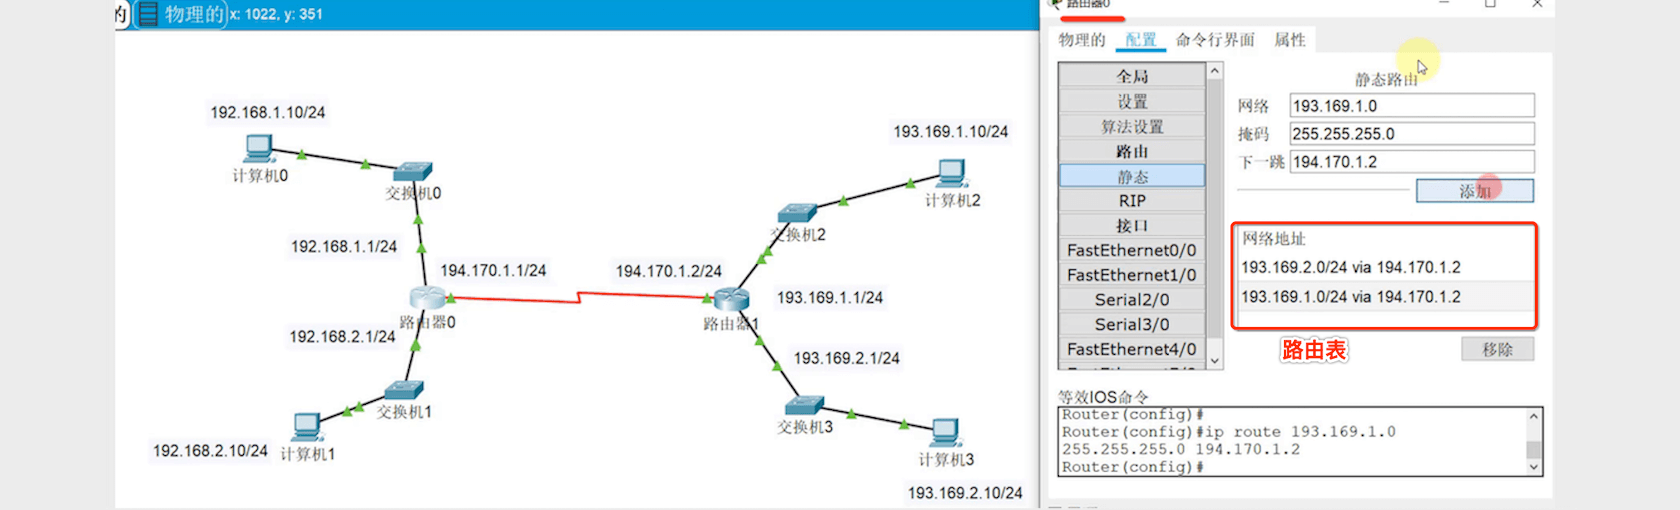 的 物理的 x: 1022, y: 351
192.168.1.10/24
计算机0
交换机0
192.168.1.1/24
194.170.1.1/24
路由器0
192.168.2.1/24
交换机1
192.168.2.10/24
计算机1
193.169.1.10/24
计算机2
交换机2
194.170.1.2/24
193.169.1.1/24
路由器1
193.169.2.1/24
交换机3
计算机3
193.169.2.10/24
路由器0
物理的 配置 命令行界面 属性
全局
设置
算法设置
路由
静态
RIP
接口
FastEthernet0/0
FastEthernet1/0
Serial2/0
Serial3/0
FastEthernet4/0
静态路由
网络 193.169.1.0
掩码 255.255.255.0
下一跳 194.170.1.2
添加
网络地址
193.169.2.0/24 via 194.170.1.2
193.169.1.0/24 via 194.170.1.2
路由表
移除
等效IOS命令
Router(config)#
Router(config)#ip route 193.169.1.0
255.255.255.0 194.170.1.2
Router(config)#